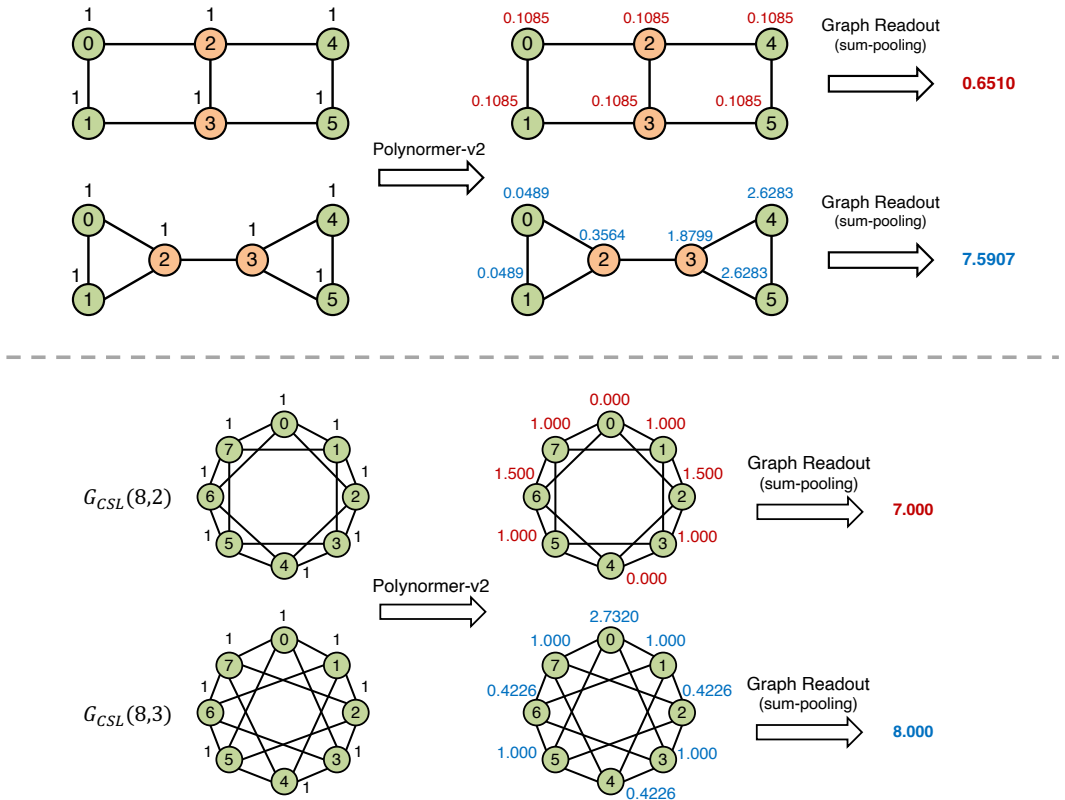 1 1 1
0 2 4
1 1 1
1 3 5
0.1085 0.1085 0.1085
0 2 4
0.1085 0.1085 0.1085
1 3 5
Graph Readout
(sum-pooling)
0.6510
Polynormer-v2
1 1
0 4
1 1
2 3
1 1
1 5
0.0489 2.6283
0 4
0.3564 1.8799
2 3
0.0489 2.6283
1 5
Graph Readout
(sum-pooling)
7.5907
G_CSL(8,2)
1
0
1 1
7 1
1 1
6 2
1 1
5 3
4
1
0.000
0
1.000 1.000
7 1
1.500 1.500
6 2
1.000 1.000
5 3
4
0.000
Graph Readout
(sum-pooling)
7.000
Polynormer-v2
G_CSL(8,3)
1
0
1 1
7 1
1 1
6 2
1 1
5 3
4
1
2.7320
0
1.000 1.000
7 1
0.4226 0.4226
6 2
1.000 1.000
5 3
4
0.4226
Graph Readout
(sum-pooling)
8.000